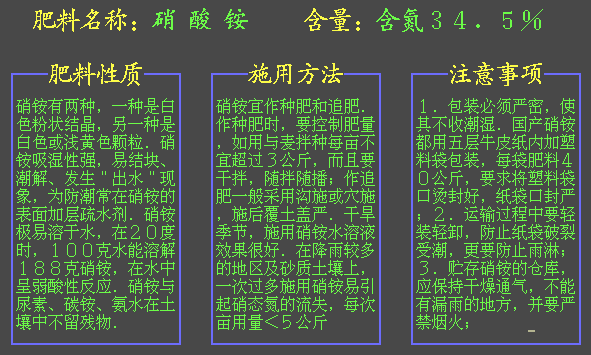 肥料名称：硝酸铵 含量：含氮３４．５％
肥料性质
硝铵有两种，一种是白
色粉状结晶，另一种是
白色或浅黄色颗粒．硝
铵吸湿性强，易结块、
潮解、发生＂出水＂现
象，为防潮常在硝铵的
表面加层疏水剂．硝铵
极易溶于水，在２０度
时，１００克水能溶解
１８８克硝铵，在水中
呈弱酸性反应．硝铵与
尿素、碳铵、氨水在土
壤中不留残物．
施用方法
硝铵宜作种肥和追肥．
作种肥时，要控制肥量
，如用与麦拌种每亩不
宜超过３公斤，而且要
干拌，随拌随播；作追
肥一般采用沟施或穴施
，施后覆土盖严．干旱
季节，施用硝铵水溶液
效果很好．在降雨较多
的地区及砂质土壤上，
一次过多施用硝铵易引
起硝态氮的流失，每次
亩用量＜５公斤
注意事项
１．包装必须严密，使
其不收潮湿．国产硝铵
都用五层牛皮纸内加塑
料袋包装，每袋肥料４
０公斤，要求将塑料袋
口烫封好，纸袋口封严
；２．运输过程中要轻
装轻卸，防止纸袋破裂
受潮，更要防止雨淋；
３．贮存硝铵的仓库，
应保持干燥通气，不能
有漏雨的地方，并要严
禁烟火；